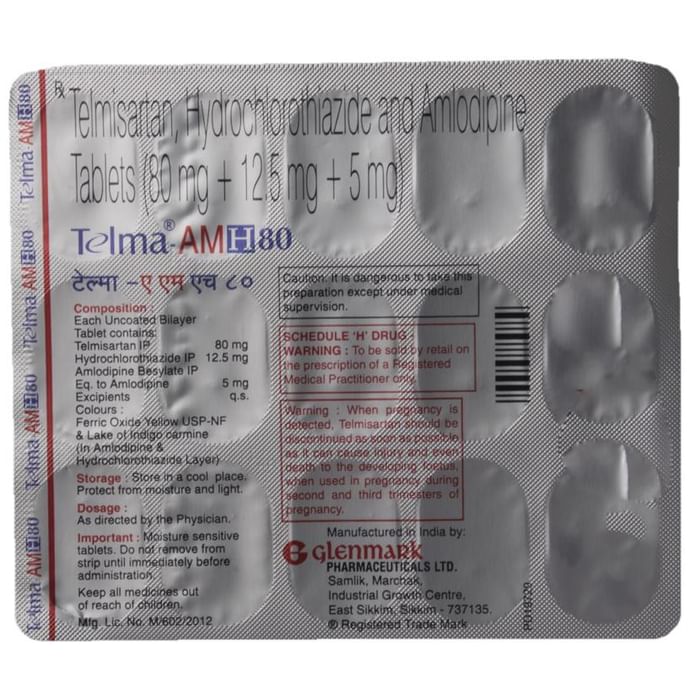 Rx
Telmisartan, Hydrochlorothiazide and Amlodipine
Tablets (80 mg + 12.5 mg + 5 mg)
Telma®-AMH 80
टेल्मा -ए एम एच ८०
Composition :
Each Uncoated Bilayer
Tablet contains:
Telmisartan IP 80 mg
Hydrochlorothiazide IP 12.5 mg
Amlodipine Besylate IP
Eq. to Amlodipine 5 mg
Excipients q.s.
Colours :
Ferric Oxide Yellow USP-NF
& Lake of Indigo carmine
(In Amlodipine &
Hydrochlorothiazide Layer)
Storage : Store in a cool place.
Protect from moisture and light.
Dosage :
As directed by the Physician.
Important : Moisture sensitive
tablets. Do not remove from
strip until immediately before
administration.
Keep all medicines out
of reach of children.
Mfg. Lic. No. M/602/2012
Caution: It is dangerous to take this
preparation except under medical
supervision.
SCHEDULE 'H' DRUG
WARNING : To be sold by retail on
the prescription of a Registered
Medical Practitioner only.
Warning : When pregnancy is
detected, Telmisartan should be
discontinued as soon as possible
as it can cause injury and even
death to the developing foetus,
when used in pregnancy during
second and third trimesters of
pregnancy.
Manufactured in India by:
glenmark
PHARMACEUTICALS LTD.
Samlik, Marchak,
Industrial Growth Centre,
East Sikkim, Sikkim - 737135.
® Registered Trade Mark
PD19720
Telma-AMH80
Telma-AMH80
Telma-AMH80
Telma-AMH80
Telma-AMH80